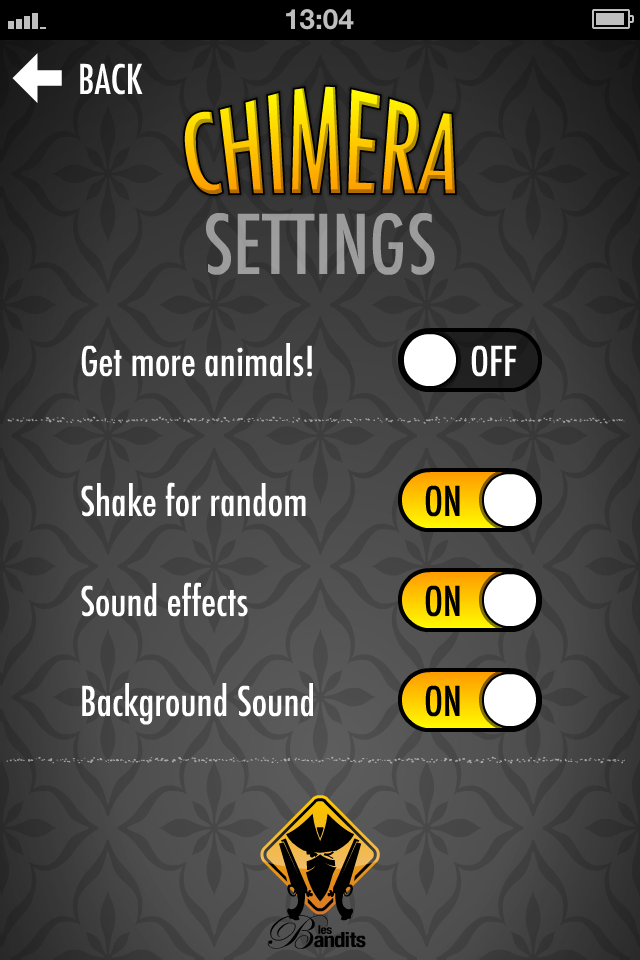 13:04
BACK
CHIMERA
SETTINGS
Get more animals! OFF
Shake for random ON
Sound effects ON
Background Sound ON
les
Bandits